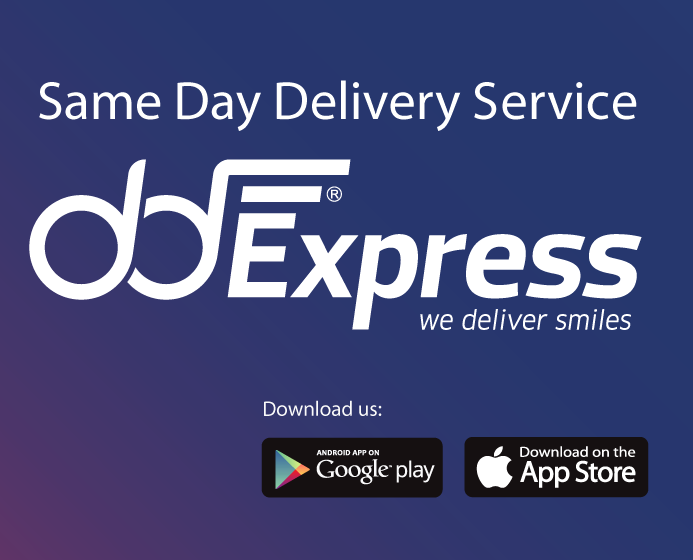 Same Day Delivery Service
ddExpress®
we deliver smiles
Download us:
ANDROID APP ON
Google play
Download on the
App Store